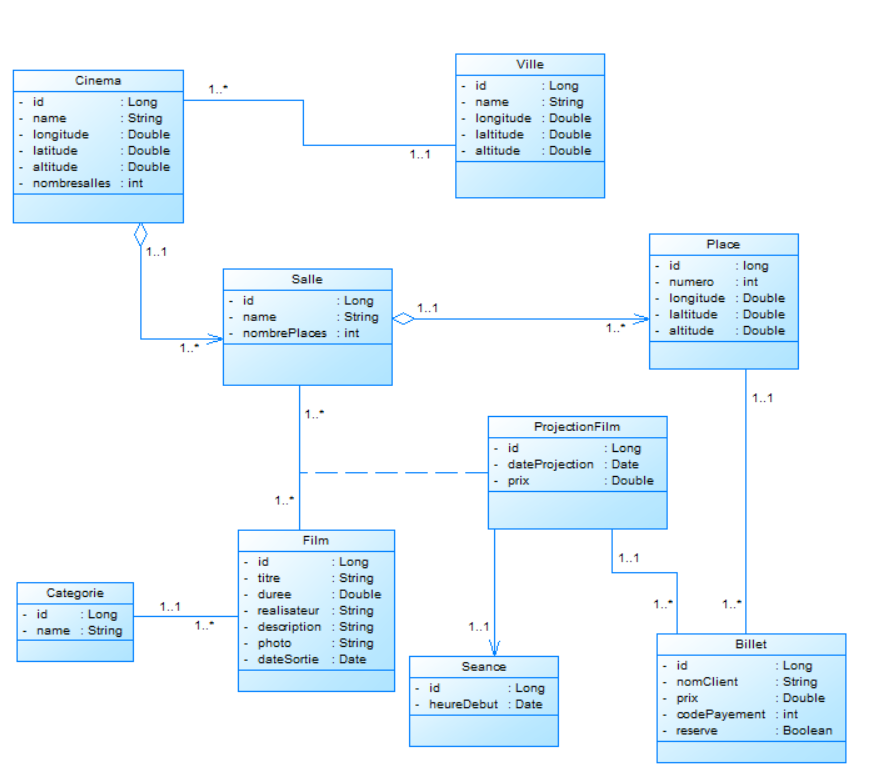 Cinema
- id : Long
- name : String
- longitude : Double
- latitude : Double
- altitude : Double
- nombresalles : int
1..*
1..1
Ville
- id : Long
- name : String
- longitude : Double
- laltitude : Double
- altitude : Double
1..1
1..*
Salle
- id : Long
- name : String
- nombrePlaces : int
1..1
1..*
Place
- id : long
- numero : int
- longitude : Double
- laltitude : Double
- altitude : Double
1..*
1..*
ProjectionFilm
- id : Long
- dateProjection : Date
- prix : Double
1..1
Film
- id : Long
- titre : String
- duree : Double
- realisateur : String
- description : String
- photo : String
- dateSortie : Date
Categorie
- id : Long
- name : String
1..1
1..*
1..1
Seance
- id : Long
- heureDebut : Date
1..1
1..*
1..*
Billet
- id : Long
- nomClient : String
- prix : Double
- codePayement : int
- reserve : Boolean